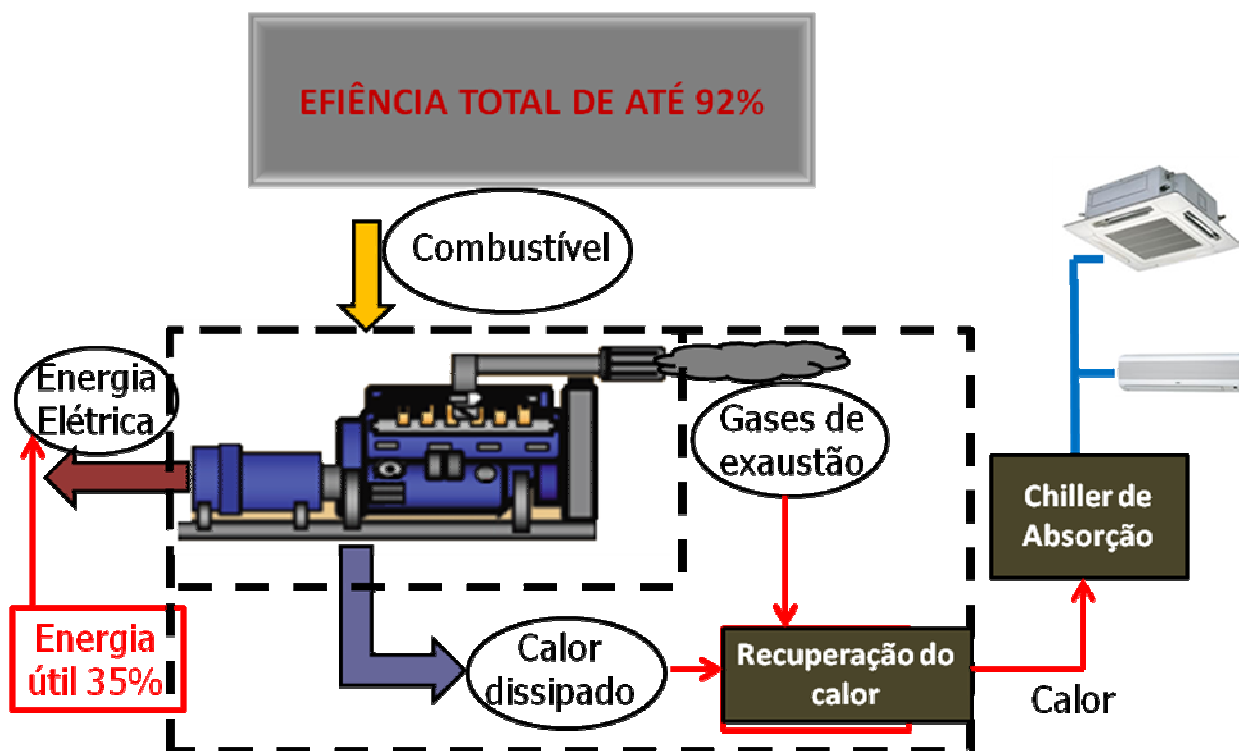 EFIÊNCIA TOTAL DE ATÉ 92%
Combustível
Energia
Elétrica
Gases de
exaustão
Chiller de
Absorção
Energia
útil 35%
Calor
dissipado
Recuperação do
calor
Calor